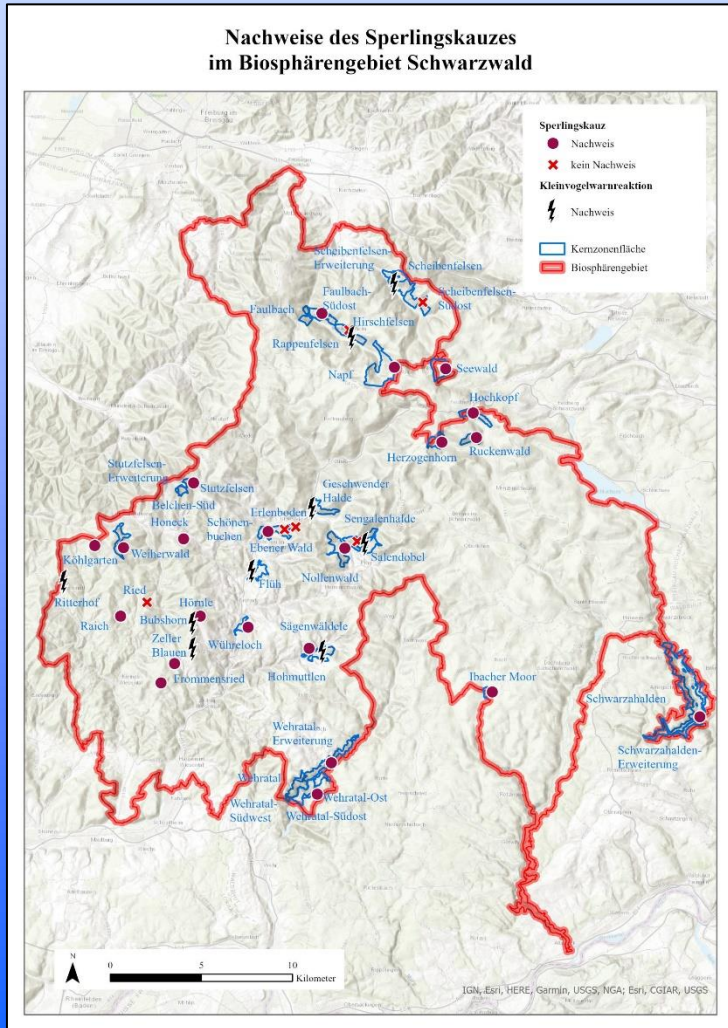 Nachweise des Sperlingskauzes
im Biosphärengebiet Schwarzwald
Sperlingskauz
Nachweis
kein Nachweis
Kleinvogelwarnreaktion
Nachweis
Kernzonenfläche
Biosphärengebiet
Scheibenfelsen-
Erweiterung
Scheibenfelsen
Scheibenfelsen-
Südost
Faulbach-
Südost
Faulbach
Hirschfelsen
Rappenfelsen
Napf
Seewald
Hochkopf
Herzogenhorn
Ruckenwald
Stutzfelsen-
Erweiterung
Stutzfelsen
Belchen-Süd
Geschwender
Halde
Honeck
Schönen-
buchen
Erlenboden
Ebener Wald
Sengalenhalde
Salendobel
Köhlgarten
Weiherwald
Nollenwald
Flüh
Ritterhof
Ried
Raich
Bubshorn
Hörnle
Zeller
Blauen
Wühreloch
Sägenwäldele
Hohmuttlen
Frommensried
Ibacher Moor
Schwarzahalden
Schwarzahalden-
Erweiterung
Wehratal-
Erweiterung
Wehratal
Wehratal-
Südwest
Wehratal-Ost
Wehratal-Südost
N
0 5 10
Kilometer
IGN, Esri, HERE, Garmin, USGS, NGA; Esri, CGIAR, USGS